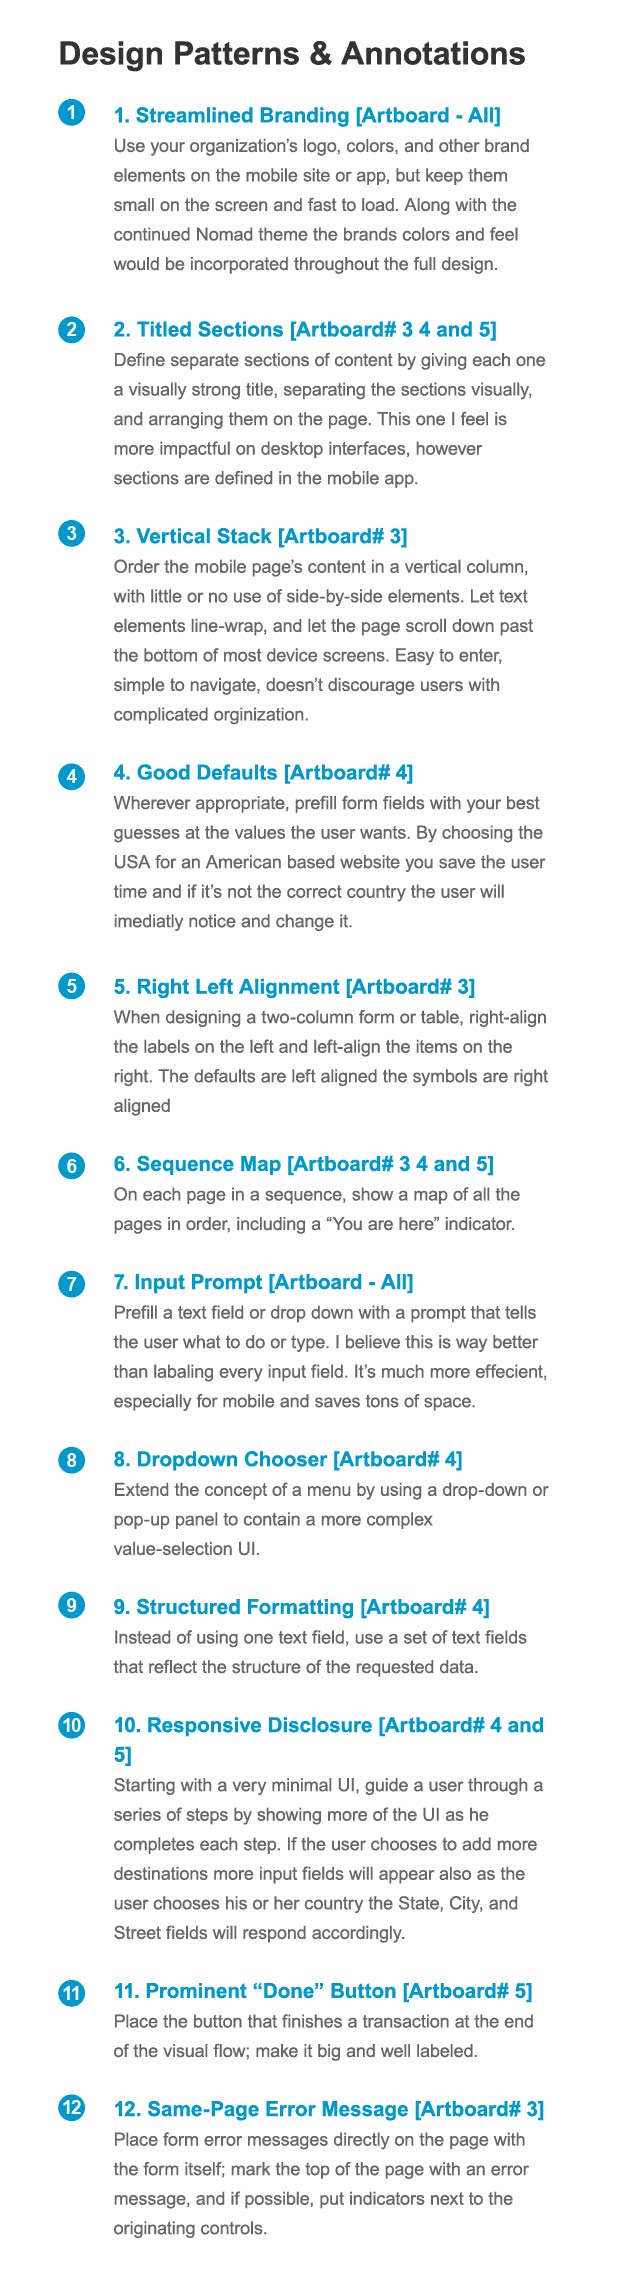 Design Patterns & Annotations
1
1. Streamlined Branding [Artboard - All]
Use your organization's logo, colors, and other brand
elements on the mobile site or app, but keep them
small on the screen and fast to load. Along with the
continued Nomad theme the brands colors and feel
would be incorporated throughout the full design.
2
2. Titled Sections [Artboard# 3 4 and 5]
Define separate sections of content by giving each one
a visually strong title, separating the sections visually,
and arranging them on the page. This one I feel is
more impactful on desktop interfaces, however
sections are defined in the mobile app.
3
3. Vertical Stack [Artboard# 3]
Order the mobile page's content in a vertical column,
with little or no use of side-by-side elements. Let text
elements line-wrap, and let the page scroll down past
the bottom of most device screens. Easy to enter,
simple to navigate, doesn't discourage users with
complicated orginization.
4
4. Good Defaults [Artboard# 4]
Wherever appropriate, prefill form fields with your best
guesses at the values the user wants. By choosing the
USA for an American based website you save the user
time and if it's not the correct country the user will
imediatly notice and change it.
5
5. Right Left Alignment [Artboard# 3]
When designing a two-column form or table, right-align
the labels on the left and left-align the items on the
right. The defaults are left aligned the symbols are right
aligned
6
6. Sequence Map [Artboard# 3 4 and 5]
On each page in a sequence, show a map of all the
pages in order, including a “You are here” indicator.
7
7. Input Prompt [Artboard - All]
Prefill a text field or drop down with a prompt that tells
the user what to do or type. I believe this is way better
than labaling every input field. It's much more effecient,
especially for mobile and saves tons of space.
8
8. Dropdown Chooser [Artboard# 4]
Extend the concept of a menu by using a drop-down or
pop-up panel to contain a more complex
value-selection UI.
9
9. Structured Formatting [Artboard# 4]
Instead of using one text field, use a set of text fields
that reflect the structure of the requested data.
10
10. Responsive Disclosure [Artboard# 4 and
5]
Starting with a very minimal UI, guide a user through a
series of steps by showing more of the UI as he
completes each step. If the user chooses to add more
destinations more input fields will appear also as the
user chooses his or her country the State, City, and
Street fields will respond accordingly.
11
11. Prominent “Done” Button [Artboard# 5]
Place the button that finishes a transaction at the end
of the visual flow; make it big and well labeled.
12
12. Same-Page Error Message [Artboard# 3]
Place form error messages directly on the page with
the form itself; mark the top of the page with an error
message, and if possible, put indicators next to the
originating controls.